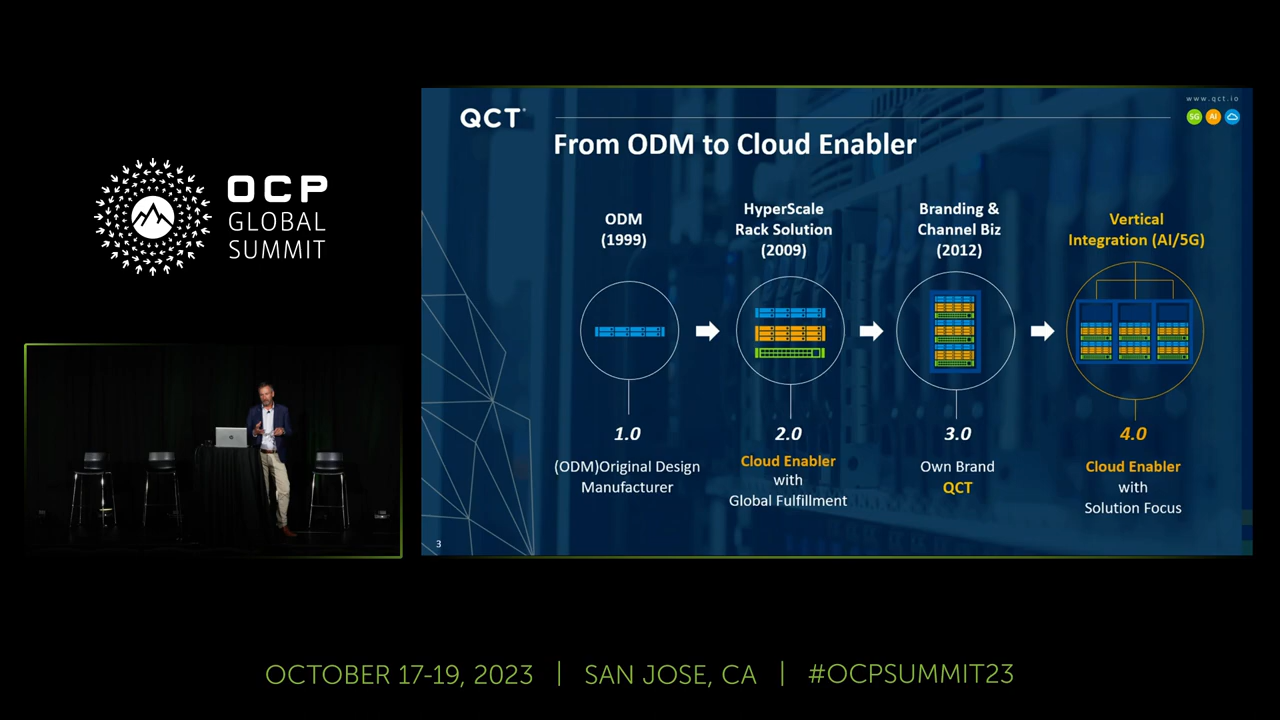 OCP
GLOBAL
SUMMIT
QCT
www.qct.io
5G AI
From ODM to Cloud Enabler
ODM
(1999)
HyperScale
Rack Solution
(2009)
Branding &
Channel Biz
(2012)
Vertical
Integration (AI/5G)
1.0
2.0
3.0
4.0
(ODM)Original Design
Manufacturer
Cloud Enabler
with
Global Fulfillment
Own Brand
QCT
Cloud Enabler
with
Solution Focus
3
OCTOBER 17-19, 2023 | SAN JOSE, CA | #OCPSUMMIT23